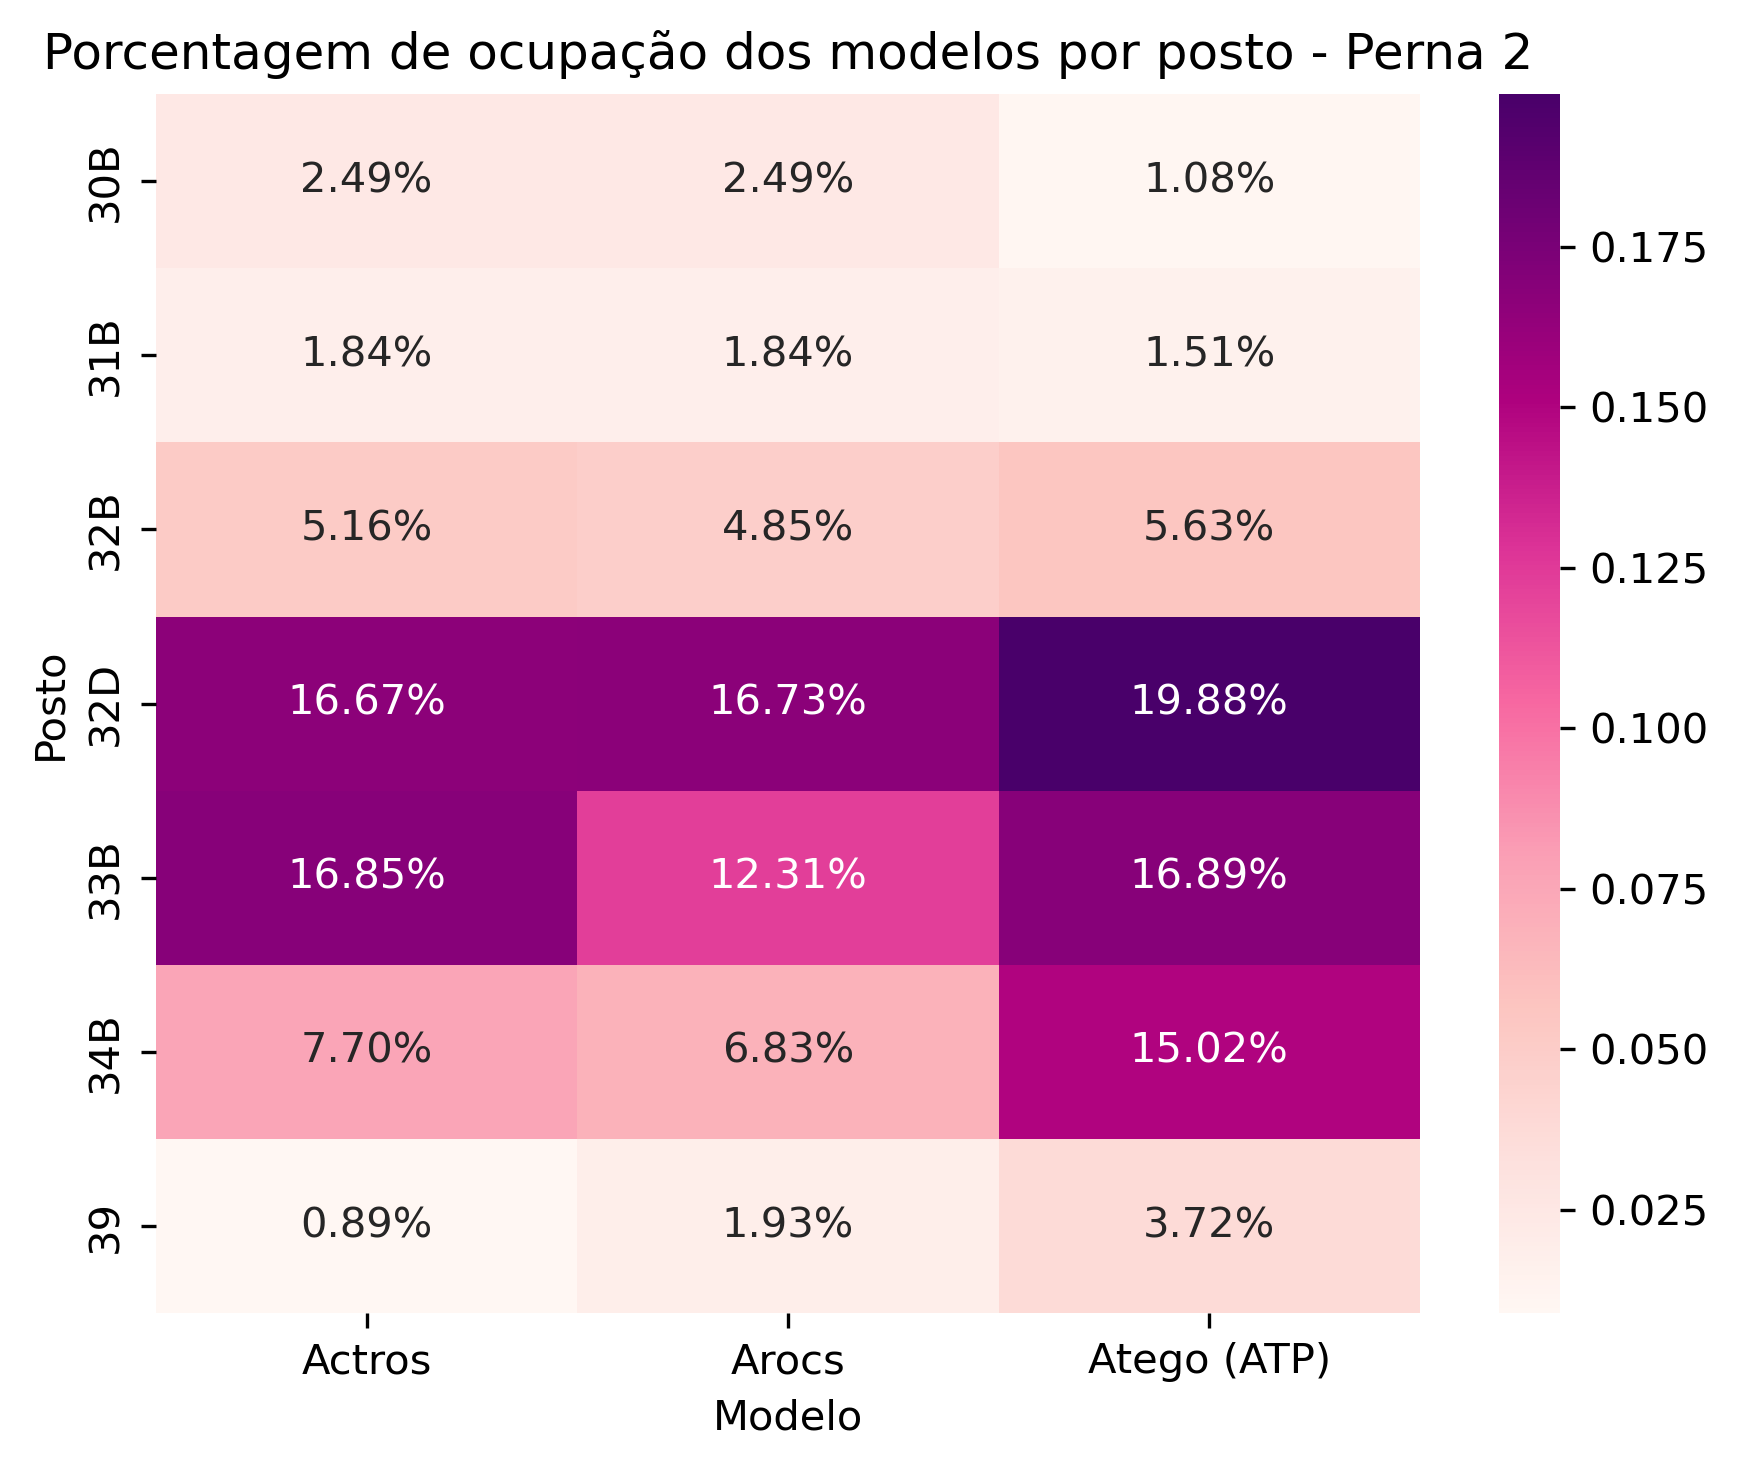 Porcentagem de ocupação dos modelos por posto - Perna 2
30B 2.49% 2.49% 1.08%
31B 1.84% 1.84% 1.51%
32B 5.16% 4.85% 5.63%
32D 16.67% 16.73% 19.88%
33B 16.85% 12.31% 16.89%
34B 7.70% 6.83% 15.02%
39 0.89% 1.93% 3.72%
Posto
Actros Arocs Atego (ATP)
Modelo
0.175
0.150
0.125
0.100
0.075
0.050
0.025